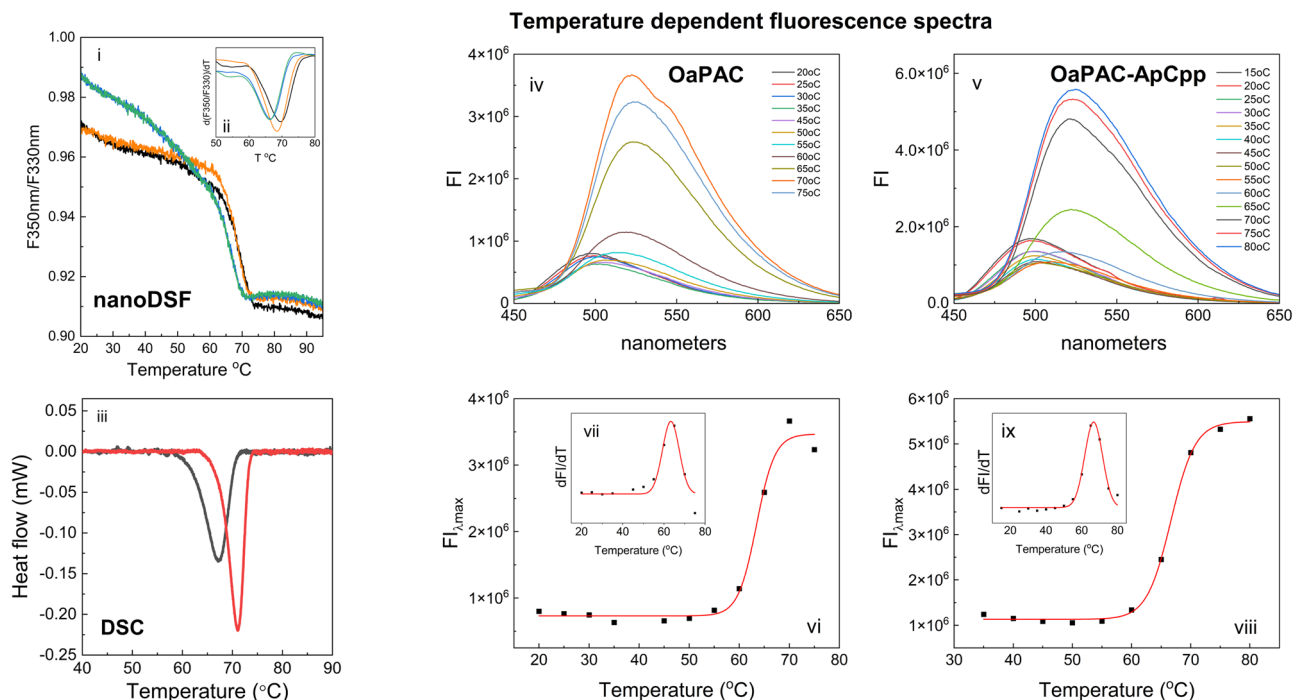 Temperature dependent fluorescence spectra
i
1.00
0.98
0.96
0.94
0.92
0.90
F350nm/F330nm
20 30 40 50 60 70 80 90
Temperature °C
nanoDSF
ii
d(F350/F330)/dT
50 60 70 80
T °C
iv
OaPAC
4×10⁶
3×10⁶
2×10⁶
1×10⁶
0
FI
450 500 550 600 650
nanometers
20oC
25oC
30oC
35oC
45oC
50oC
55oC
60oC
65oC
70oC
75oC
v
OaPAC-ApCpp
6.0×10⁶
4.0×10⁶
2.0×10⁶
0.0
FI
450 500 550 600 650
nanometers
15oC
20oC
25oC
30oC
35oC
40oC
45oC
50oC
55oC
60oC
65oC
70oC
75oC
80oC
iii
0.05
0.00
-0.05
-0.10
-0.15
-0.20
-0.25
Heat flow (mW)
DSC
40 50 60 70 80 90
Temperature (°C)
4×10⁶
3×10⁶
2×10⁶
1×10⁶
FIλmax
vii
dFI/dT
20 40 60 80
Temperature (°C)
vi
20 30 40 50 60 70 80
Temperature (°C)
6×10⁶
5×10⁶
4×10⁶
3×10⁶
2×10⁶
1×10⁶
FIλmax
ix
dFI/dT
20 40 60 80
Temperature (°C)
viii
30 40 50 60 70 80
Temperature (°C)